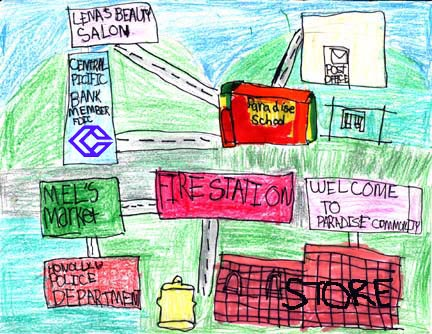 LENA'S BEAUTY
SALON
CENTRAL
PACIFIC
BANK
MEMBER
FDIC
POST
OFFICE
Paradise
School
MEL'S
Market
FIRE STATION
WELCOME
TO
PARADISE COMMUNITY
HONOLULU
POLICE
DEPARTMENT
STORE